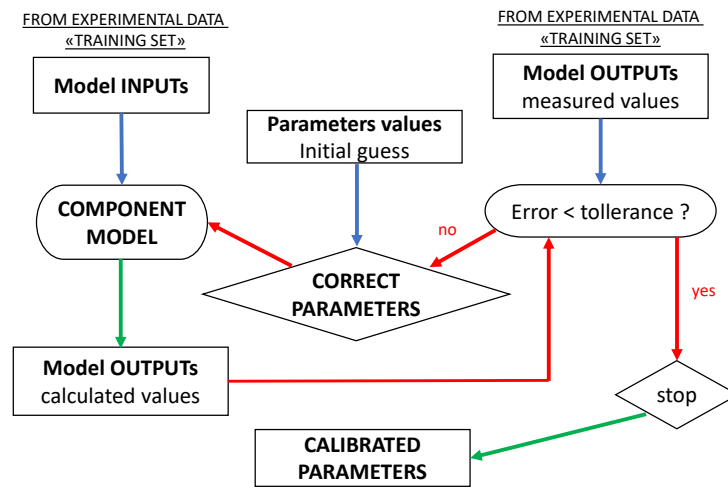 FROM EXPERIMENTAL DATA
«TRAINING SET»
Model INPUTs
FROM EXPERIMENTAL DATA
«TRAINING SET»
Model OUTPUTs
measured values
Parameters values
Initial guess
COMPONENT
MODEL
Error < tollerance ?
no
CORRECT
PARAMETERS
yes
Model OUTPUTs
calculated values
stop
CALIBRATED
PARAMETERS